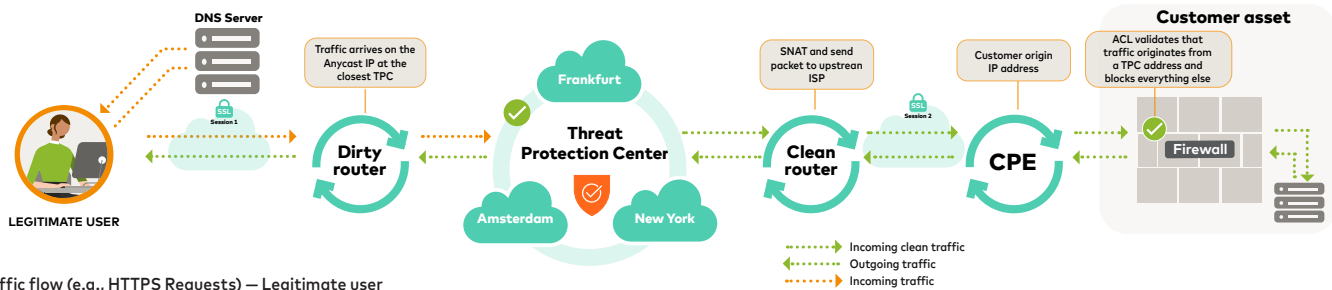 DNS Server
Customer asset
Traffic arrives on the
Anycast IP at the
closest TPC
SNAT and send
packet to upstrean
ISP
Customer origin
IP address
ACL validates that
traffic originates from
a TPC address and
blocks everything else
Frankfurt
SSL
Session 1
SSL
Session 2
Threat
Protection Center
Dirty
router
Clean
router
CPE
Firewall
Amsterdam
New York
LEGITIMATE USER
Incoming clean traffic
Outgoing traffic
Incoming traffic
ffic flow (e.g., HTTPS Requests) — Legitimate user